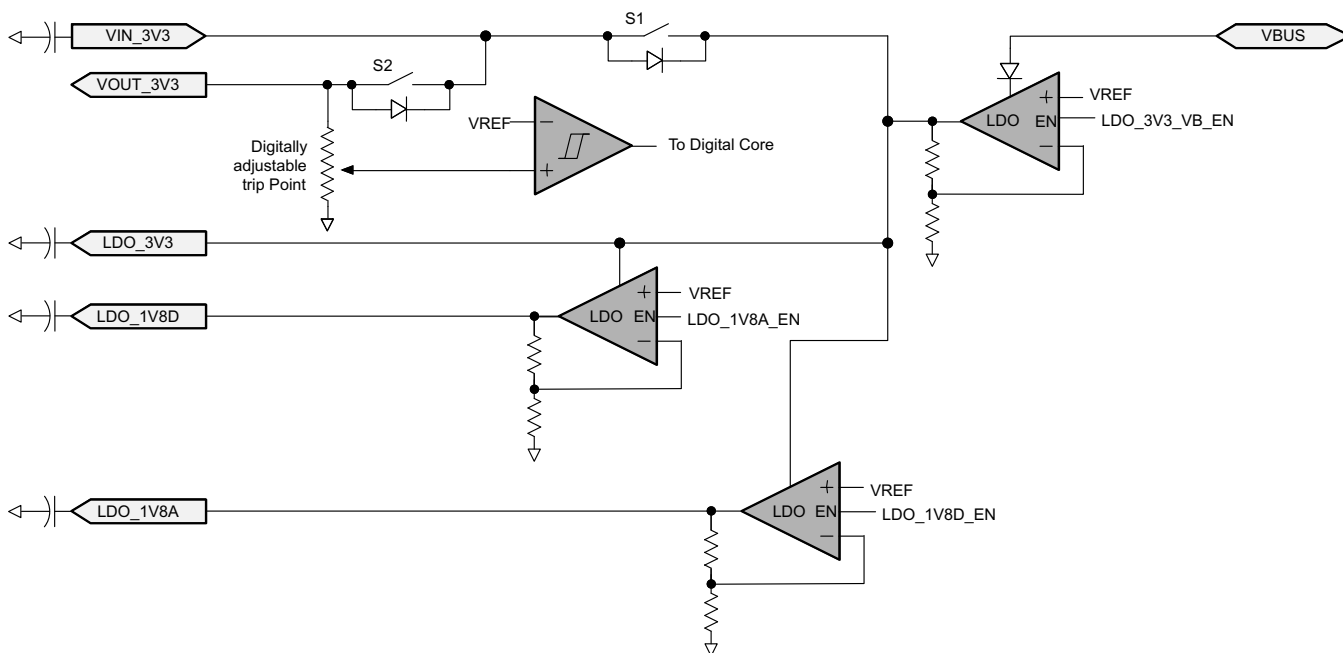 VIN_3V3
S1
VBUS
VOUT_3V3
S2
VREF
To Digital Core
Digitally
adjustable
trip Point
VREF
LDO EN
LDO_3V3_VB_EN
LDO_3V3
VREF
LDO_1V8D
LDO EN
LDO_1V8A_EN
VREF
LDO_1V8A
LDO EN
LDO_1V8D_EN